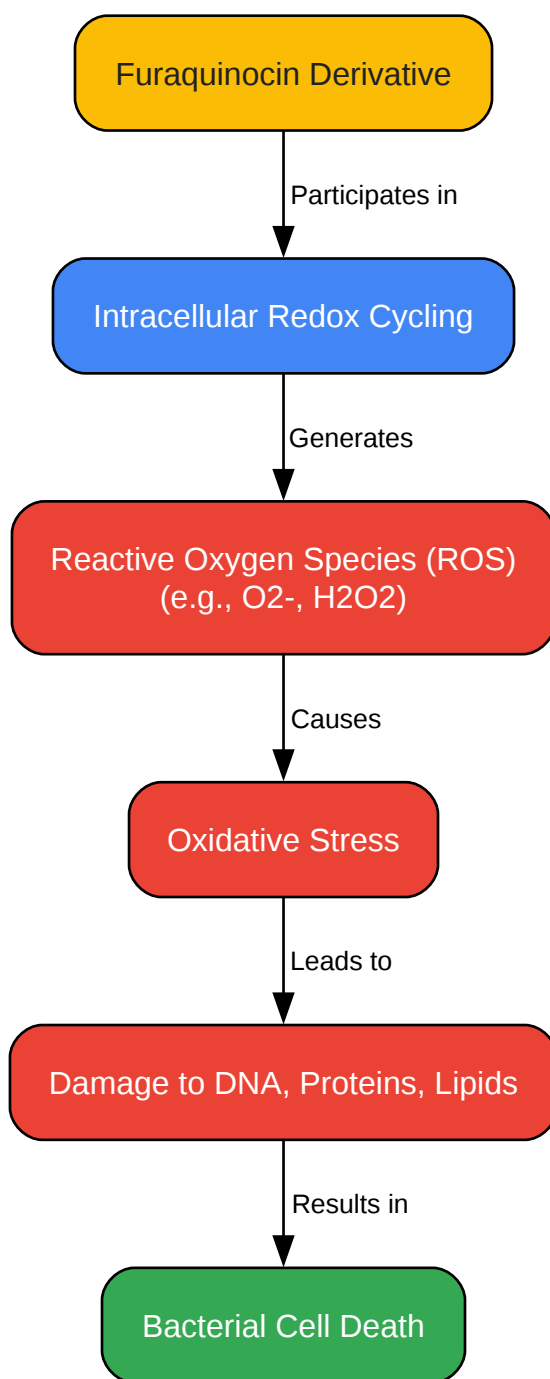 Furaquinocin Derivative
Participates in
Intracellular Redox Cycling
Generates
Reactive Oxygen Species (ROS)
(e.g., O2-, H2O2)
Causes
Oxidative Stress
Leads to
Damage to DNA, Proteins, Lipids
Results in
Bacterial Cell Death